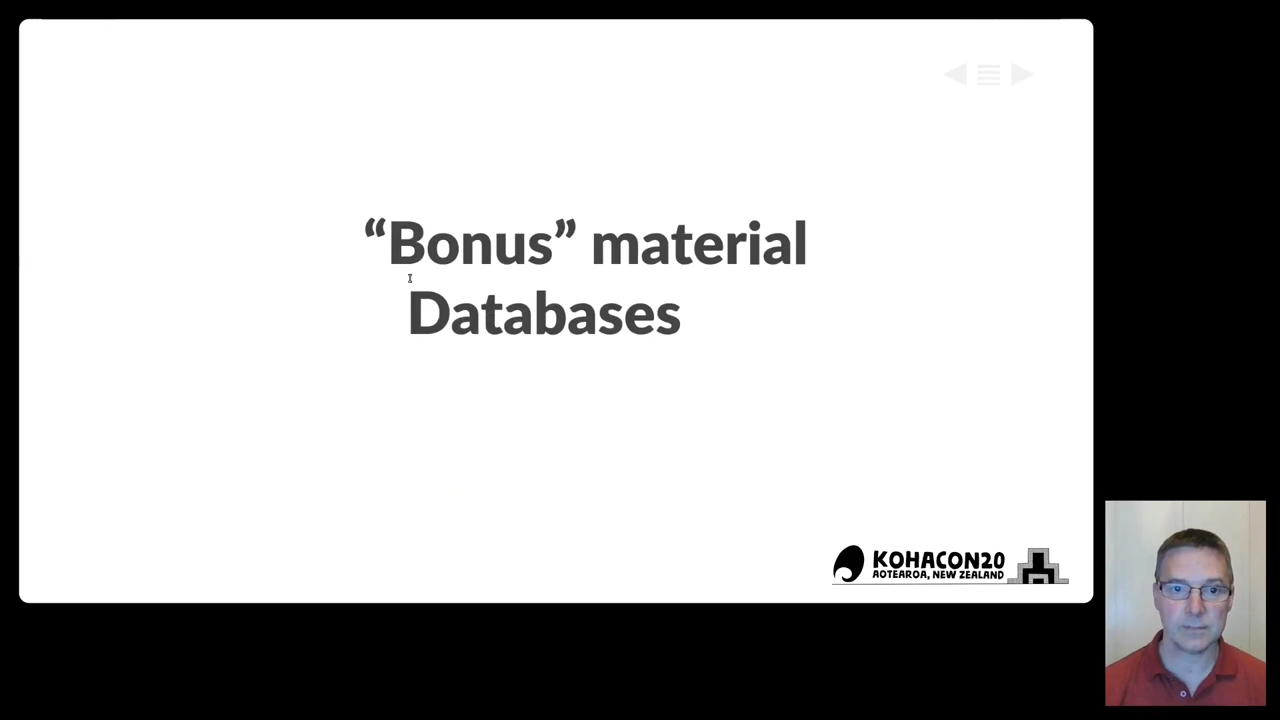 “Bonus” material
Databases
KOHACON20
AOTEAROA, NEW ZEALAND